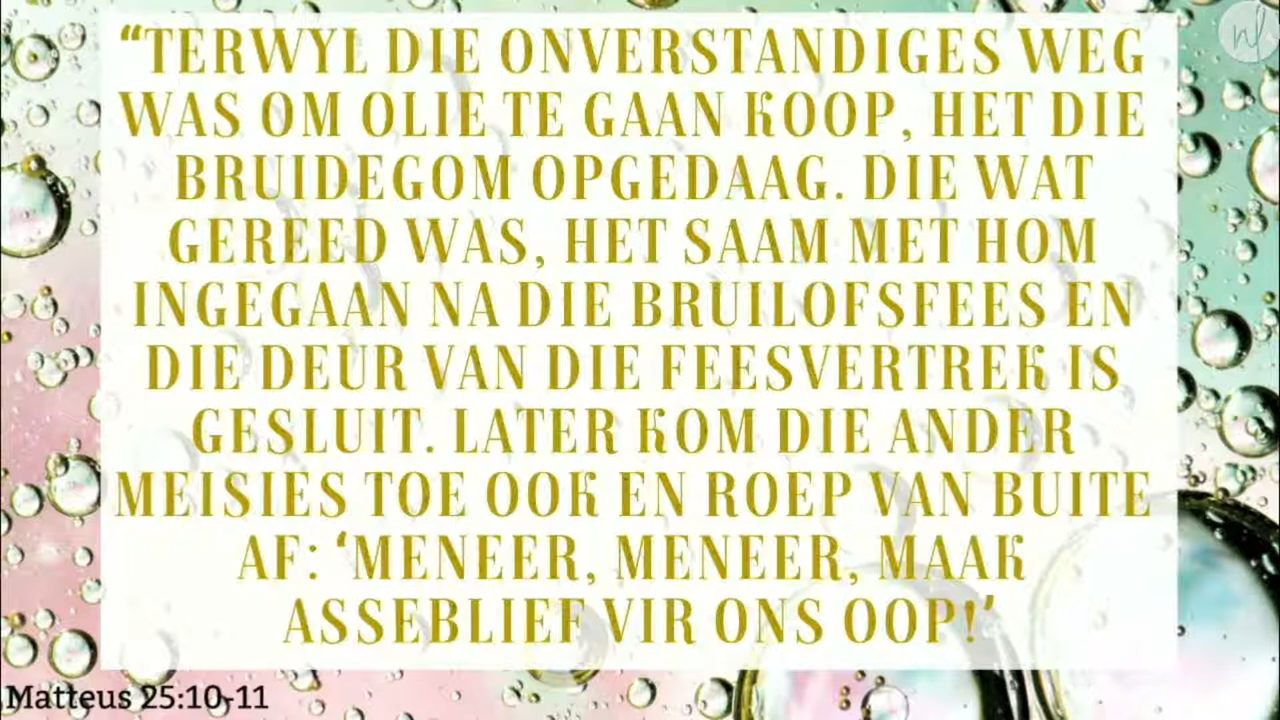 “TERWYL DIE ONVERSTANDIGES WEG
WAS OM OLIE TE GAAN KOOP, HET DIE
BRUIDEGOM OPGEDAAG. DIE WAT
GEREED WAS, HET SAAM MET HOM
INGEGAAN NA DIE BRUILOFSFEES EN
DIE DEUR VAN DIE FEESVERTREK IS
GESLUIT. LATER KOM DIE ANDER
MEISIES TOE OOK EN ROEP VAN BUITE
AF: ‘MENEER, MENEER, MAAK
ASSEBLIEF VIR ONS OOP!’
Matteus 25:10-11